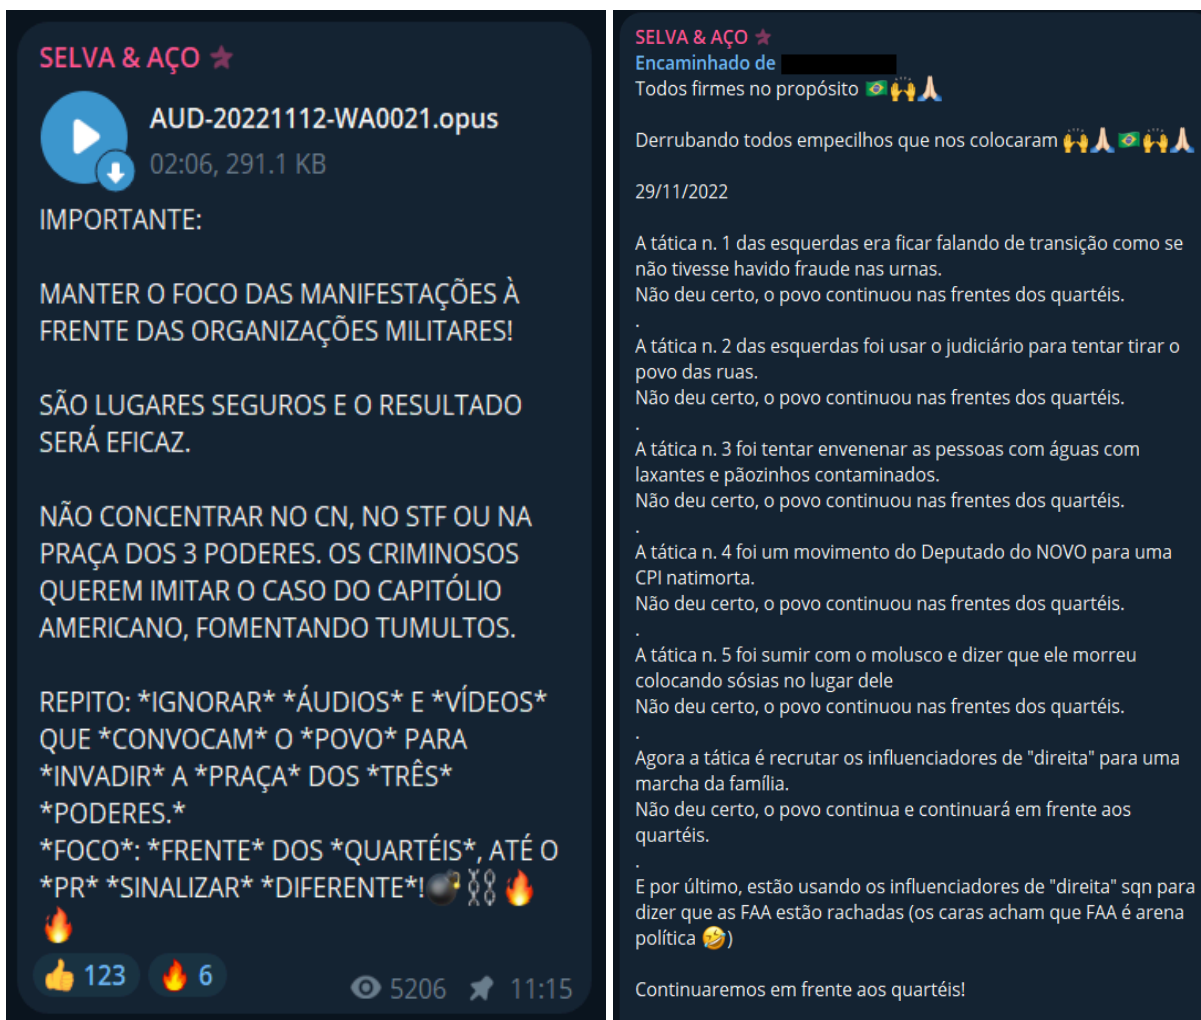 SELVA & AÇO
AUD-20221112-WA0021.opus
02:06, 291.1 KB
IMPORTANTE:
MANTER O FOCO DAS MANIFESTAÇÕES À
FRENTE DAS ORGANIZAÇÕES MILITARES!
SÃO LUGARES SEGUROS E O RESULTADO
SERÁ EFICAZ.
NÃO CONCENTRAR NO CN, NO STF OU NA
PRAÇA DOS 3 PODERES. OS CRIMINOSOS
QUEREM IMITAR O CASO DO CAPITÓLIO
AMERICANO, FOMENTANDO TUMULTOS.
REPITO: *IGNORAR* *ÁUDIOS* E *VÍDEOS*
QUE *CONVOCAM* O *POVO* PARA
*INVADIR* A *PRAÇA* DOS *TRÊS*
*PODERES.*
*FOCO*: *FRENTE* DOS *QUARTÉIS*, ATÉ O
*PR* *SINALIZAR* *DIFERENTE*!💣⛓️🔥
🔥
👍 123 🔥 6 5206 11:15
SELVA & AÇO
Encaminhado de
Todos firmes no propósito 🇧🇷🙌🙏🏻
Derrubando todos empecilhos que nos colocaram 🙌🙏🏻🇧🇷🙌🙏🏻
29/11/2022
A tática n. 1 das esquerdas era ficar falando de transição como se
não tivesse havido fraude nas urnas.
Não deu certo, o povo continuou nas frentes dos quartéis.
.
A tática n. 2 das esquerdas foi usar o judiciário para tentar tirar o
povo das ruas.
Não deu certo, o povo continuou nas frentes dos quartéis.
.
A tática n. 3 foi tentar envenenar as pessoas com águas com
laxantes e pãozinhos contaminados.
Não deu certo, o povo continuou nas frentes dos quartéis.
.
A tática n. 4 foi um movimento do Deputado do NOVO para uma
CPI natimorta.
Não deu certo, o povo continuou nas frentes dos quartéis.
.
A tática n. 5 foi sumir com o molusco e dizer que ele morreu
colocando sósias no lugar dele
Não deu certo, o povo continuou nas frentes dos quartéis.
.
Agora a tática é recrutar os influenciadores de "direita" para uma
marcha da família.
Não deu certo, o povo continua e continuará em frente aos
quartéis.
.
E por último, estão usando os influenciadores de "direita" sqn para
dizer que as FAA estão rachadas (os caras acham que FAA é arena
política 🤣)
Continuaremos em frente aos quartéis!